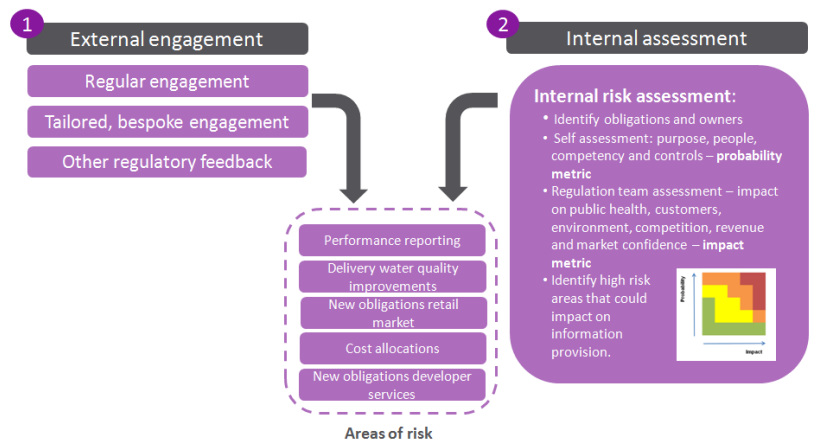 1
External engagement
Regular engagement
Tailored, bespoke engagement
Other regulatory feedback
2
Internal assessment
Internal risk assessment:
• Identify obligations and owners
• Self assessment: purpose, people,
competency and controls – probability
metric
• Regulation team assessment – impact
on public health, customers,
environment, competition, revenue
and market confidence – impact
metric
• Identify high risk
areas that could
impact on
information
provision.
Probability
Impact
Performance reporting
Delivery water quality
improvements
New obligations retail
market
Cost allocations
New obligations developer
services
Areas of risk